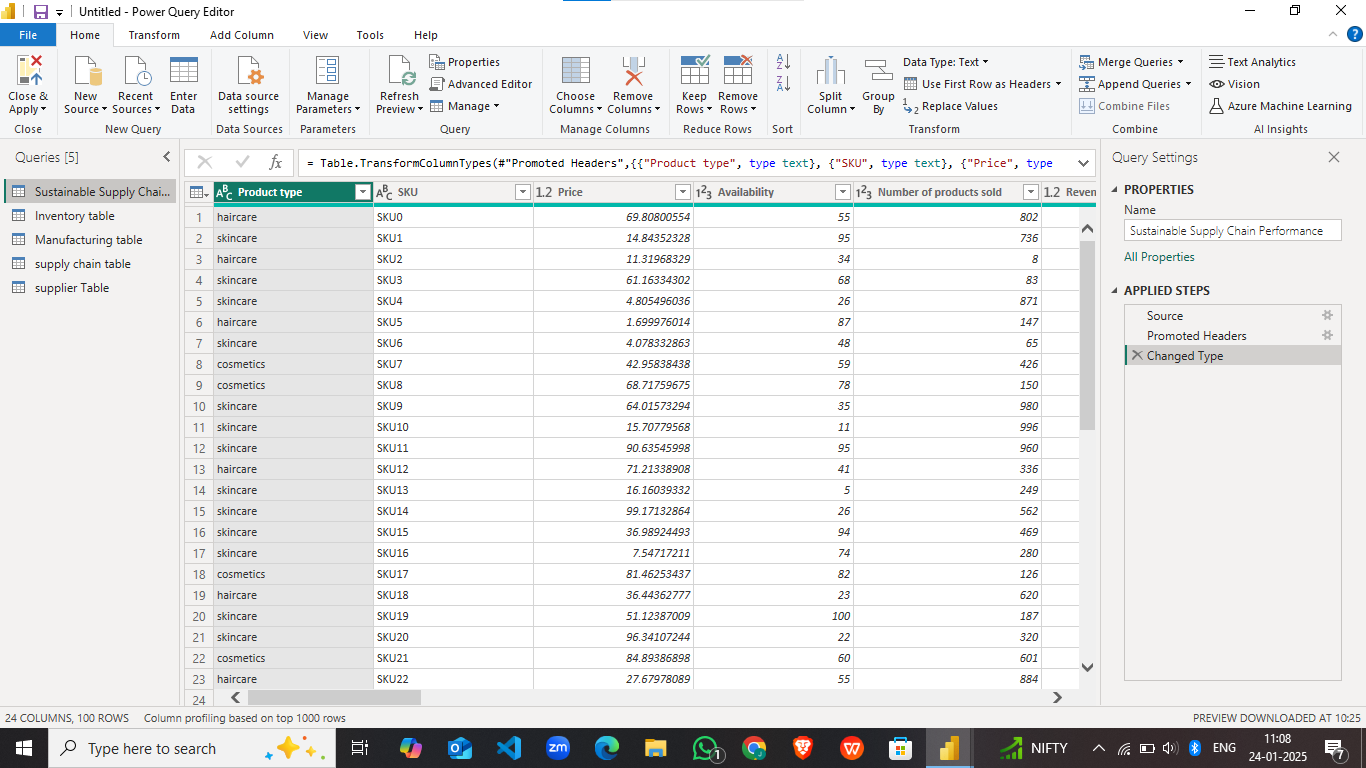 Untitled - Power Query Editor
File Home Transform Add Column View Tools Help
Close & Apply
New Source
Recent Sources
Enter Data
Data source settings
Manage Parameters
Refresh Preview
Properties
Advanced Editor
Manage
Choose Columns
Remove Columns
Keep Rows
Remove Rows
Split Column
Group By
Data Type: Text
Use First Row as Headers
Replace Values
Merge Queries
Append Queries
Combine Files
Text Analytics
Vision
Azure Machine Learning
Close New Query Data Sources Parameters Query Manage Columns Reduce Rows Sort Transform Combine AI Insights
Queries [5]
Sustainable Supply Chai...
Inventory table
Manufacturing table
supply chain table
supplier Table
fx = Table.TransformColumnTypes(#"Promoted Headers",{{"Product type", type text}, {"SKU", type text}, {"Price", type
ABC Product type ABC SKU 1.2 Price 123 Availability 123 Number of products sold 1.2 Reven
1 haircare SKU0 69.80800554 55 802
2 skincare SKU1 14.84352328 95 736
3 haircare SKU2 11.31968329 34 8
4 skincare SKU3 61.16334302 68 83
5 skincare SKU4 4.805496036 26 871
6 haircare SKU5 1.699976014 87 147
7 skincare SKU6 4.078332863 48 65
8 cosmetics SKU7 42.95838438 59 426
9 cosmetics SKU8 68.71759675 78 150
10 skincare SKU9 64.01573294 35 980
11 skincare SKU10 15.70779568 11 996
12 skincare SKU11 90.63545998 95 960
13 haircare SKU12 71.21338908 41 336
14 skincare SKU13 16.16039332 5 249
15 skincare SKU14 99.17132864 26 562
16 skincare SKU15 36.98924493 94 469
17 skincare SKU16 7.54717211 74 280
18 cosmetics SKU17 81.46253437 82 126
19 haircare SKU18 36.44362777 23 620
20 skincare SKU19 51.12387009 100 187
21 skincare SKU20 96.34107244 22 320
22 cosmetics SKU21 84.89386898 60 601
23 haircare SKU22 27.67978089 55 884
24
Query Settings
PROPERTIES
Name
Sustainable Supply Chain Performance
All Properties
APPLIED STEPS
Source
Promoted Headers
Changed Type
24 COLUMNS, 100 ROWS Column profiling based on top 1000 rows PREVIEW DOWNLOADED AT 10:25
Type here to search
zm
1
NIFTY
ENG
11:08
24-01-2025
7